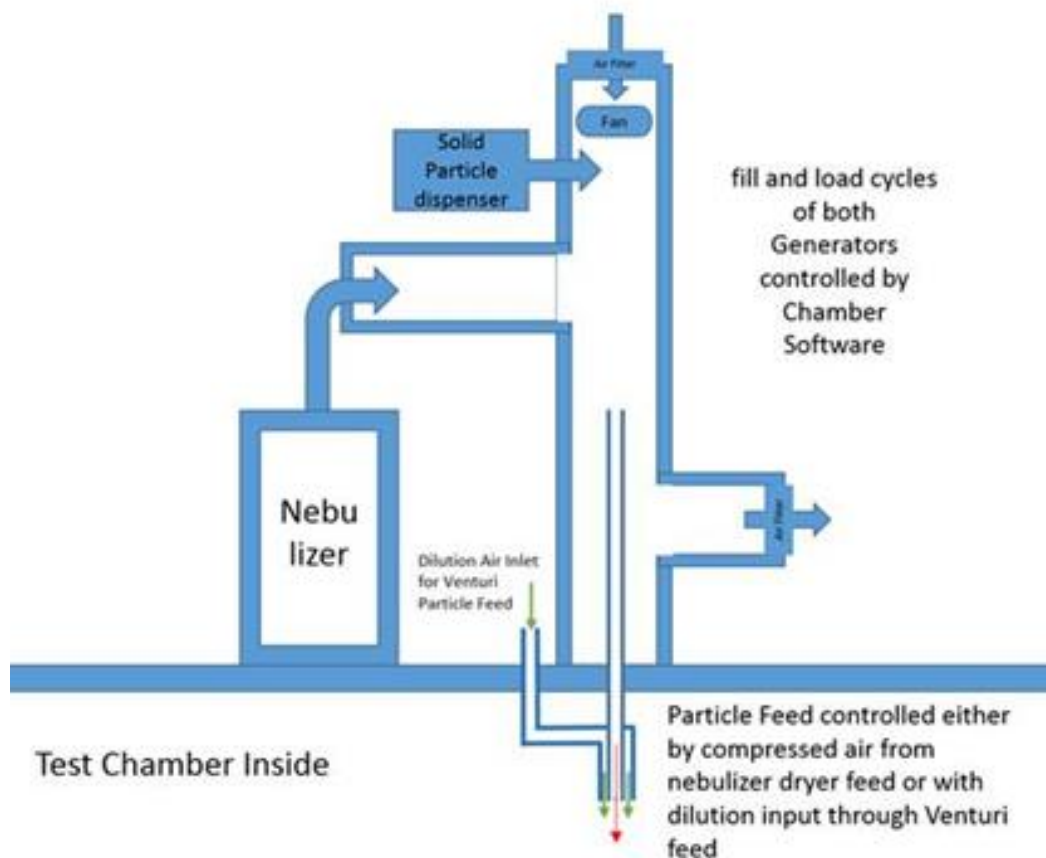 Air Filter
Fan
Solid
Particle
dispenser
fill and load cycles
of both
Generators
controlled by
Chamber
Software
Nebu
lizer
Air Filter
Dilution Air Inlet
for Venturi
Particle Feed
Particle Feed controlled either
by compressed air from
nebulizer dryer feed or with
dilution input through Venturi
feed
Test Chamber Inside